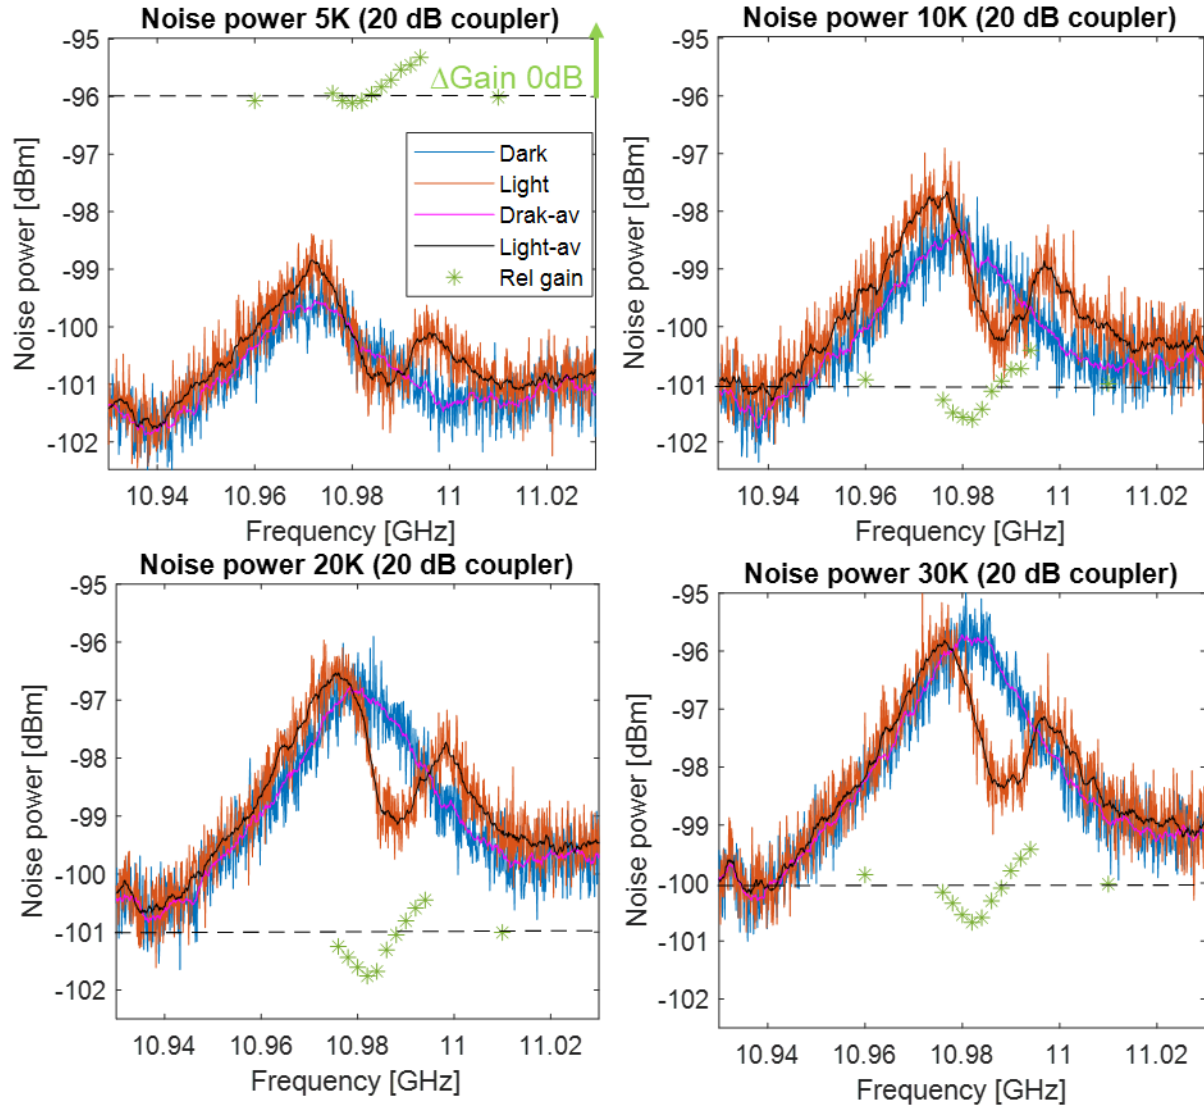 Noise power 5K (20 dB coupler)
-95
-96
-97
-98
-99
-100
-101
-102
Noise power [dBm]
ΔGain 0dB
Dark
Light
Drak-av
Light-av
Rel gain
10.94 10.96 10.98 11 11.02
Frequency [GHz]
Noise power 10K (20 dB coupler)
-95
-96
-97
-98
-99
-100
-101
-102
Noise power [dBm]
10.94 10.96 10.98 11 11.02
Frequency [GHz]
Noise power 20K (20 dB coupler)
-95
-96
-97
-98
-99
-100
-101
-102
Noise power [dBm]
10.94 10.96 10.98 11 11.02
Frequency [GHz]
Noise power 30K (20 dB coupler)
-95
-96
-97
-98
-99
-100
-101
-102
Noise power [dBm]
10.94 10.96 10.98 11 11.02
Frequency [GHz]